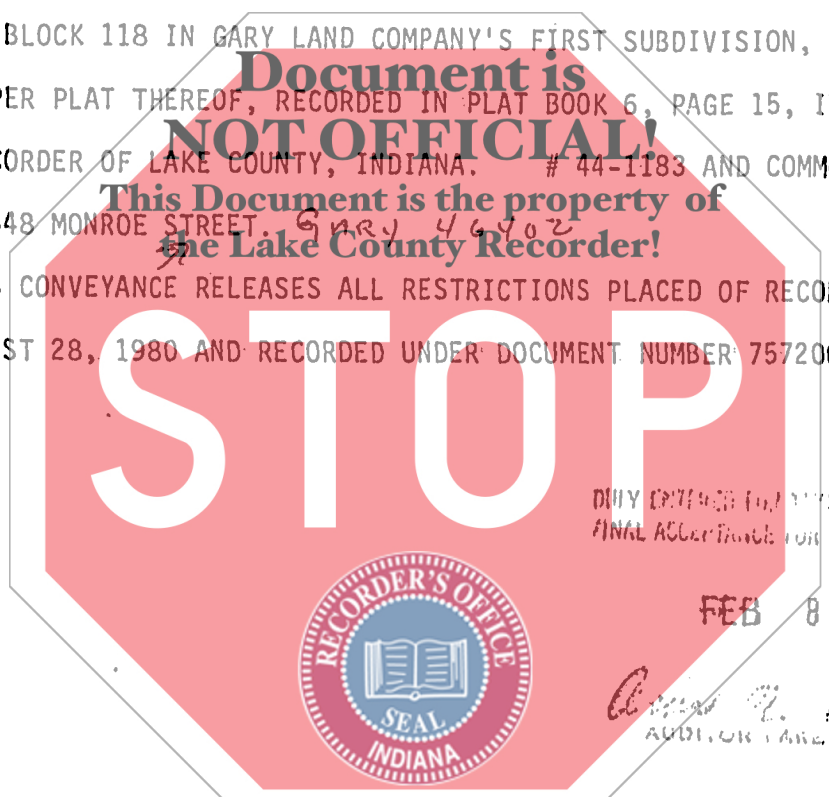 BLOCK 118 IN GARY LAND COMPANY'S FIRST SUBDIVISION,
Document is
PER PLAT THEREOF, RECORDED IN PLAT BOOK 6, PAGE 15, I
NOT OFFICIAL!
CORDER OF LAKE COUNTY, INDIANA. # 44-1183 AND COMM
This Document is the property of
48 MONROE STREET. GARY 46402
the Lake County Recorder!
CONVEYANCE RELEASES ALL RESTRICTIONS PLACED OF RECO
ST 28, 1980 AND RECORDED UNDER DOCUMENT NUMBER 75720
STOP
DULY ENTERED FOR
FINAL ACCEPTANCE FOR
FEB 8
AUDITOR LAKE
RECORDER'S OFFICE
SEAL
INDIANA